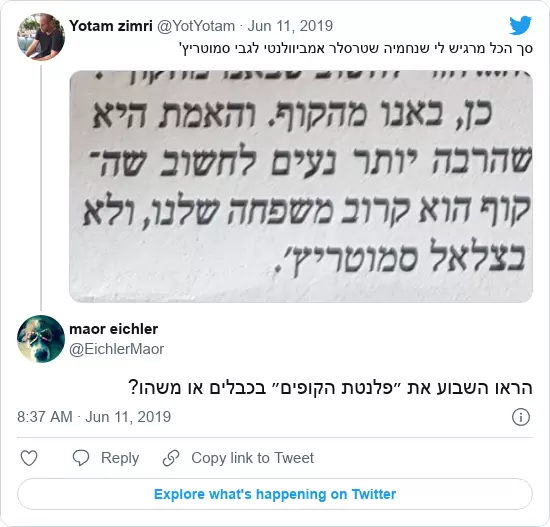 Yotam zimri @YotYotam · Jun 11, 2019
סך הכל מרגיש לי שנחמיה שטרסלר אמביוולנטי לגבי סמוטריץ'
כן, באנו מהקוף. והאמת היא
שהרבה יותר נעים לחשוב שה־
קוף הוא קרוב משפחה שלנו, ולא
בצלאל סמוטריץ'.
maor eichler
@EichlerMaor
הראו השבוע את ״פלנטת הקופים״ בכבלים או משהו?
8:37 AM · Jun 11, 2019
Reply
Copy link to Tweet
Explore what's happening on Twitter